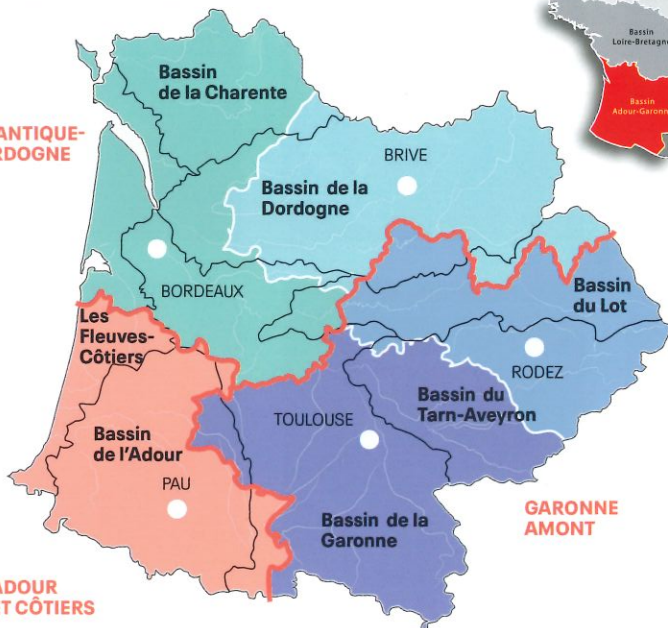 Bassin
Loire-Bretagne
Bassin
Adour-Garonne
Bassin
de la Charente
ANTIQUE-
RDOGNE
BRIVE
Bassin de la
Dordogne
BORDEAUX
Bassin
du Lot
Les
Fleuves-
Côtiers
RODEZ
Bassin du
Tarn-Aveyron
TOULOUSE
Bassin
de l'Adour
PAU
GARONNE
AMONT
Bassin de la
Garonne
ADOUR
ET CÔTIERS